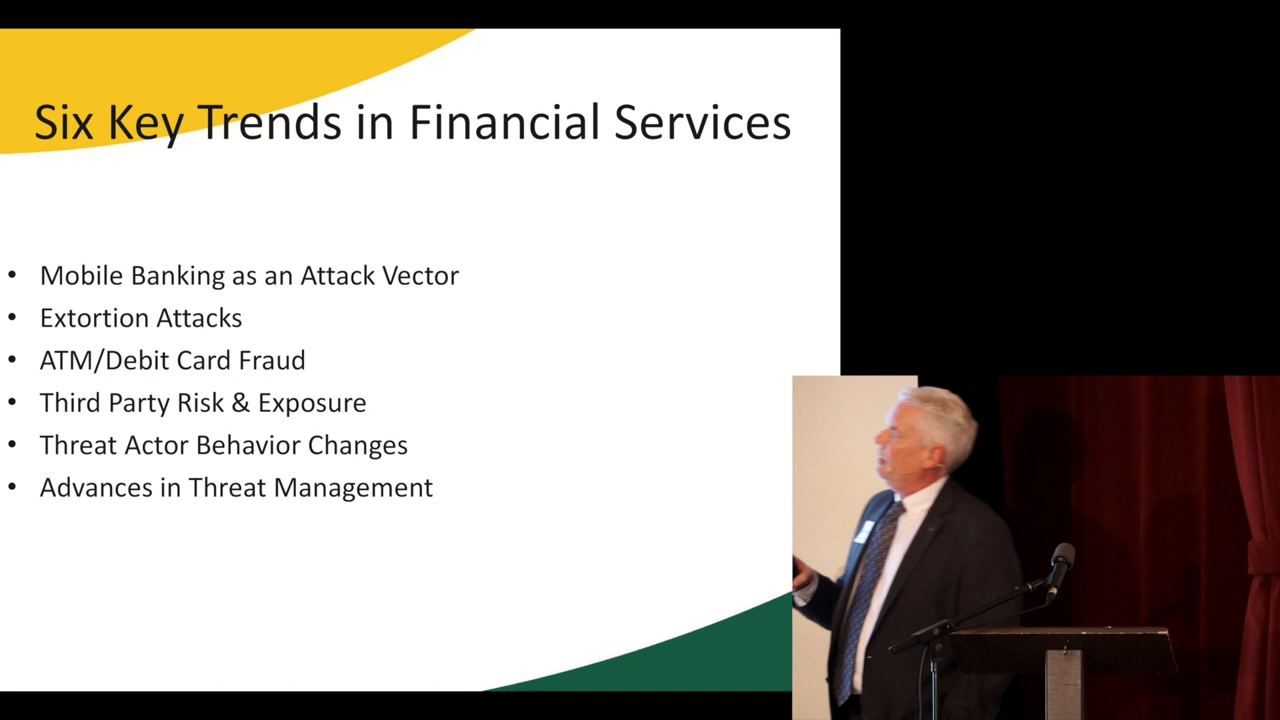 Six Key Trends in Financial Services
• Mobile Banking as an Attack Vector
• Extortion Attacks
• ATM/Debit Card Fraud
• Third Party Risk & Exposure
• Threat Actor Behavior Changes
• Advances in Threat Management